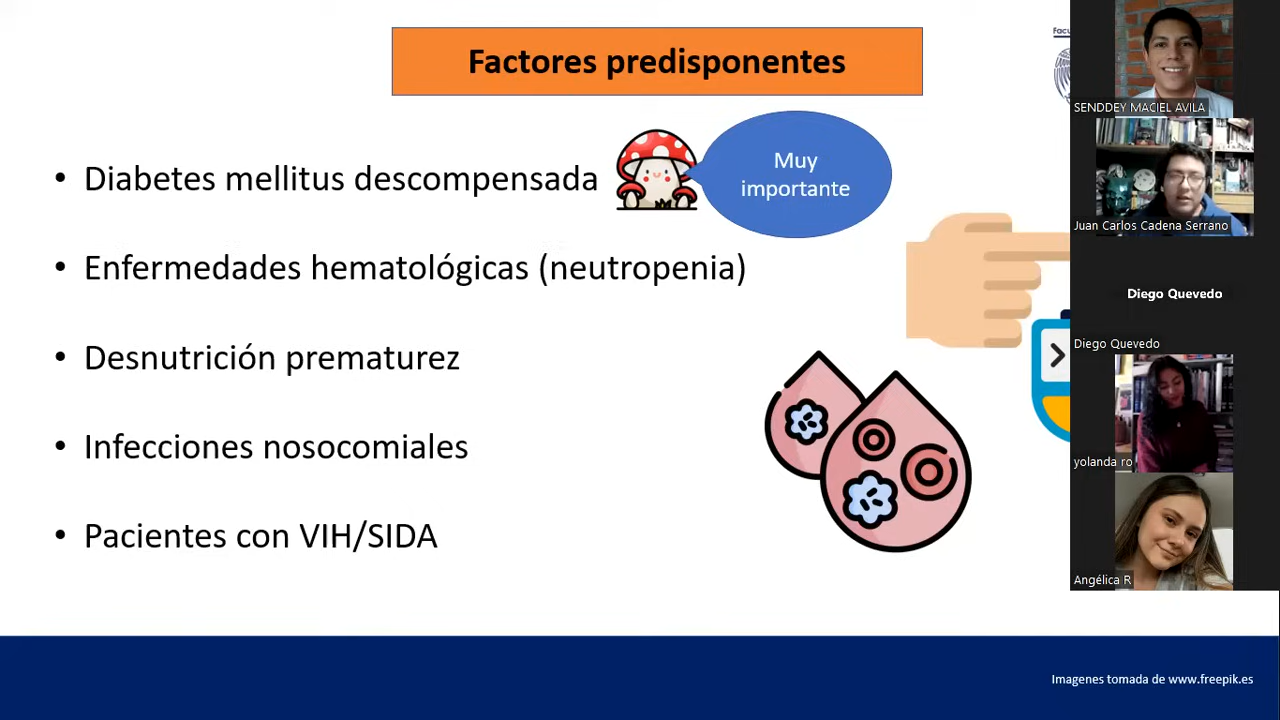 Factores predisponentes
Facu
• Diabetes mellitus descompensada
Muy
importante
• Enfermedades hematológicas (neutropenia)
• Desnutrición prematurez
• Infecciones nosocomiales
• Pacientes con VIH/SIDA
SENDDEY MACIEL AVILA
Juan Carlos Cadena Serrano
Diego Quevedo
Diego Quevedo
yolanda ro
Angélica R
Imagenes tomada de www.freepik.es